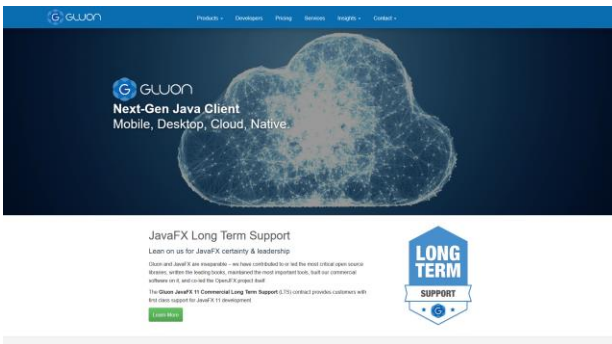 GLUON
Products Developers Pricing Services Insights Contact
GLUON
Next-Gen Java Client
Mobile, Desktop, Cloud, Native.
JavaFX Long Term Support
Lean on us for JavaFX certainty & leadership
Gluon and JavaFX are inseparable – we have contributed to or led the most critical open source
libraries, written the leading books, maintained the most important tools, built our commercial
software on it, and co-led the OpenJFX project itself.
The Gluon JavaFX 11 Commercial Long Term Support (LTS) contract provides customers with
first class support for JavaFX 11 development.
Learn More
LONG
TERM
SUPPORT
G